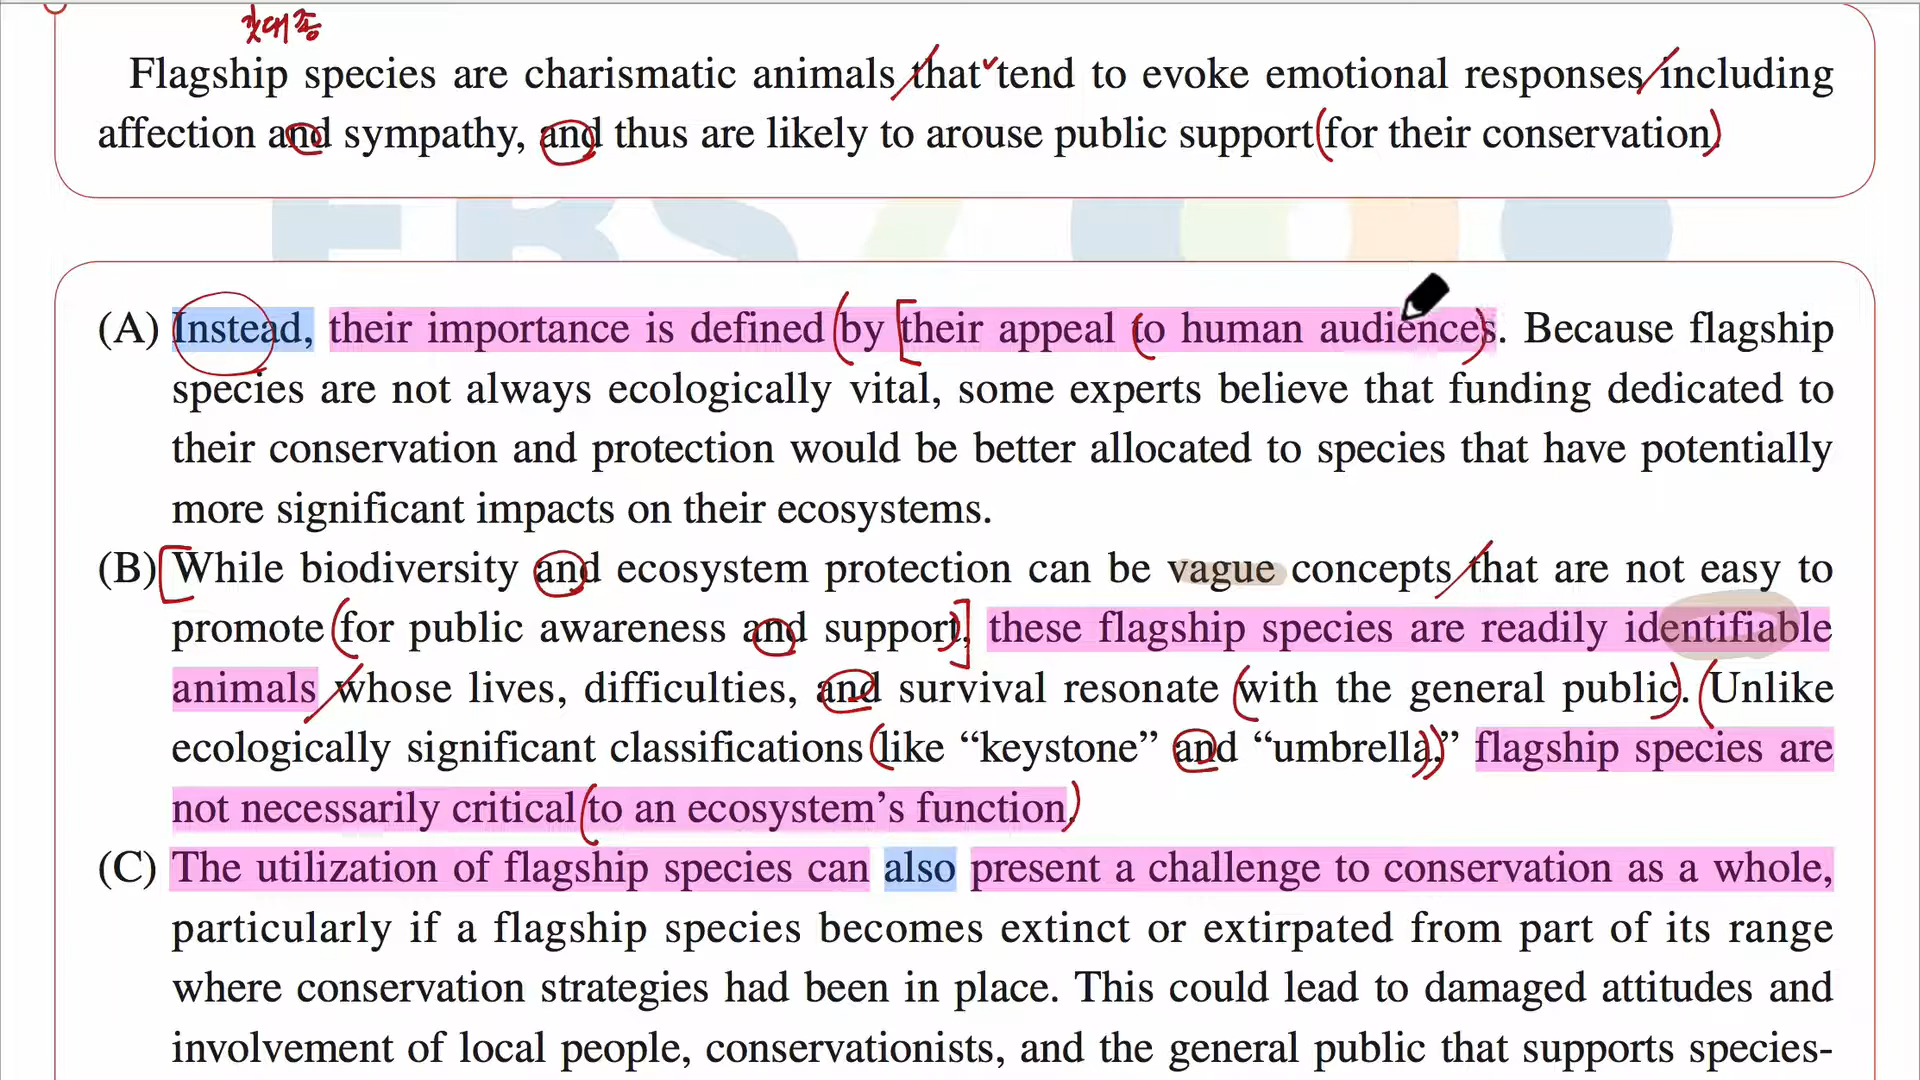 깃대종
Flagship species are charismatic animals that tend to evoke emotional responses including
affection and sympathy, and thus are likely to arouse public support for their conservation.
EBS
(A) Instead, their importance is defined by their appeal to human audiences. Because flagship
species are not always ecologically vital, some experts believe that funding dedicated to
their conservation and protection would be better allocated to species that have potentially
more significant impacts on their ecosystems.
(B) While biodiversity and ecosystem protection can be vague concepts that are not easy to
promote for public awareness and support, these flagship species are readily identifiable
animals whose lives, difficulties, and survival resonate with the general public. Unlike
ecologically significant classifications like “keystone” and “umbrella,” flagship species are
not necessarily critical to an ecosystem’s function.
(C) The utilization of flagship species can also present a challenge to conservation as a whole,
particularly if a flagship species becomes extinct or extirpated from part of its range
where conservation strategies had been in place. This could lead to damaged attitudes and
involvement of local people, conservationists, and the general public that supports species-